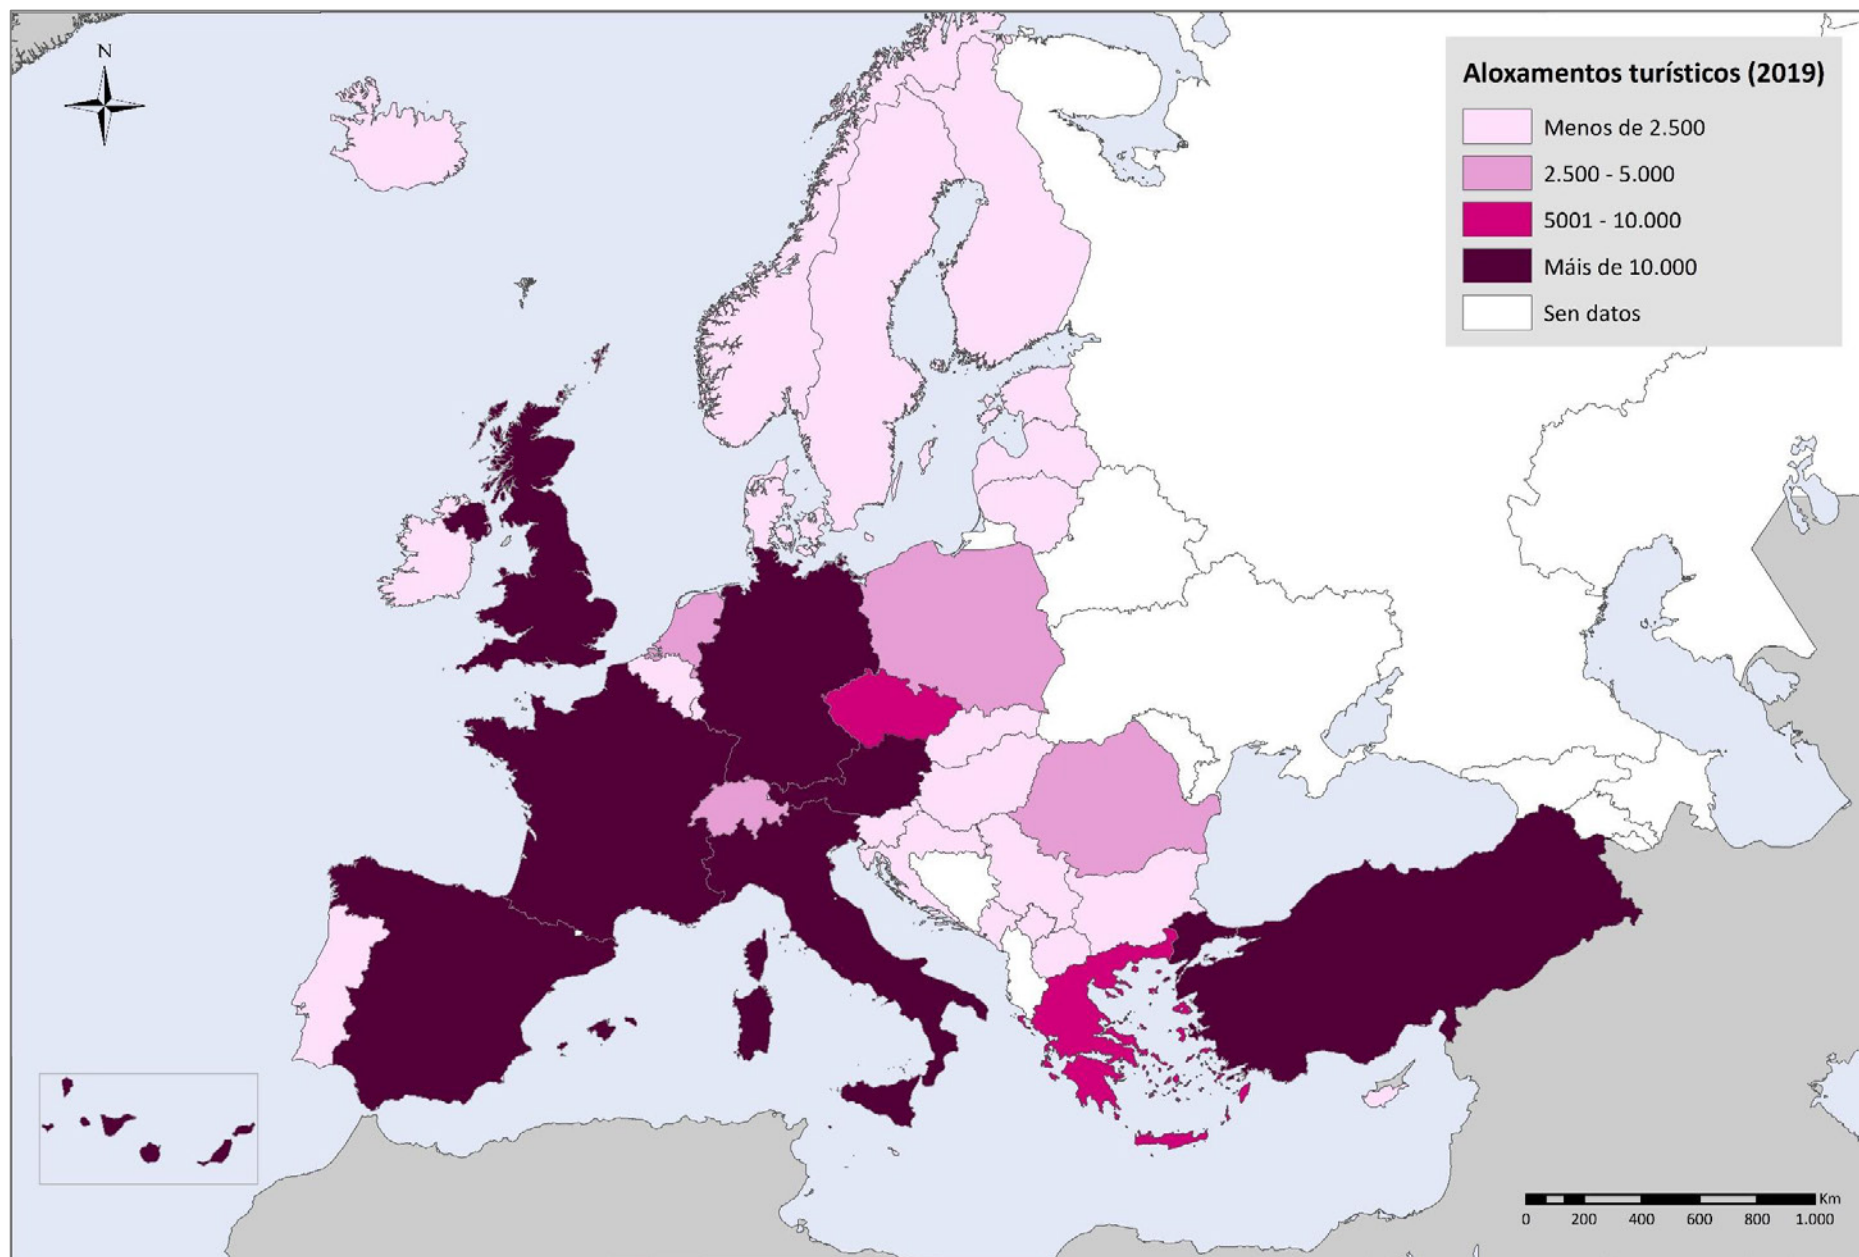 N
Aloxamentos turísticos (2019)
Menos de 2.500
2.500 - 5.000
5001 - 10.000
Máis de 10.000
Sen datos
Km
0 200 400 600 800 1.000